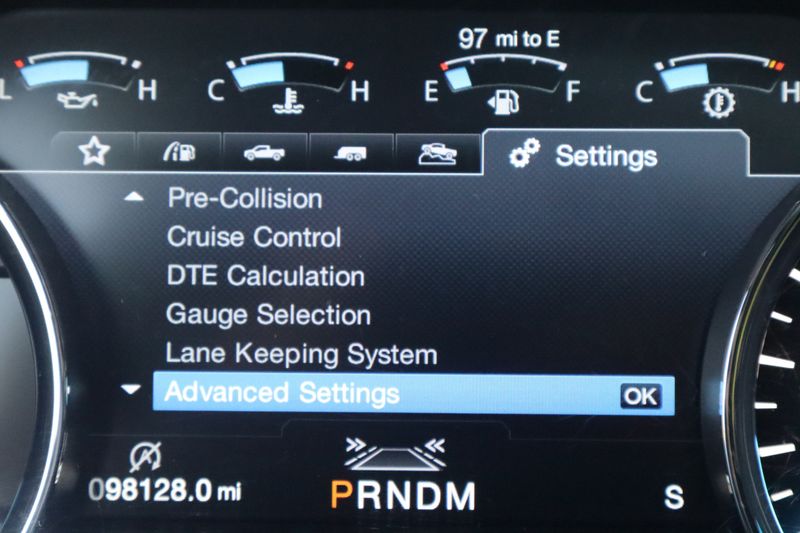 97 mi to E
L H C H E F C H
Settings
Pre-Collision
Cruise Control
DTE Calculation
Gauge Selection
Lane Keeping System
Advanced Settings OK
098128.0 mi PRNDM S